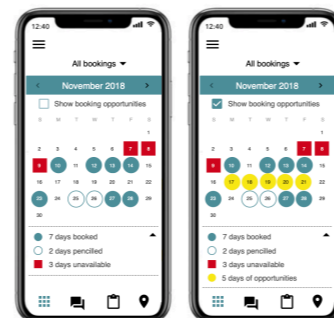 12:40
All bookings
November 2018
Show booking opportunities
S M T W T F S
1
2 3 4 5 6 7 8
9 10 11 12 13 14 15
16 17 18 19 20 21 22
23 24 25 26 27 28 29
30
7 days booked
2 days pencilled
3 days unavailable
12:40
All bookings
November 2018
Show booking opportunities
S M T W T F S
1
2 3 4 5 6 7 8
9 10 11 12 13 14 15
16 17 18 19 20 21 22
23 24 25 26 27 28 29
30
7 days booked
2 days pencilled
3 days unavailable
5 days of opportunities